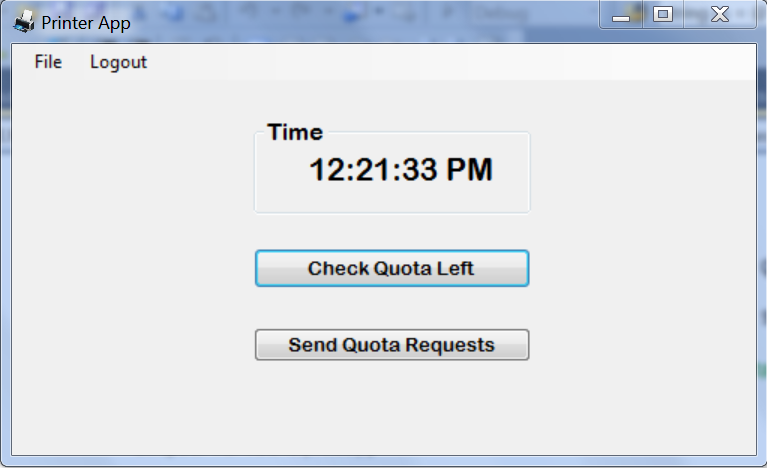 Printer App
File Logout
Time
12:21:33 PM
Check Quota Left
Send Quota Requests